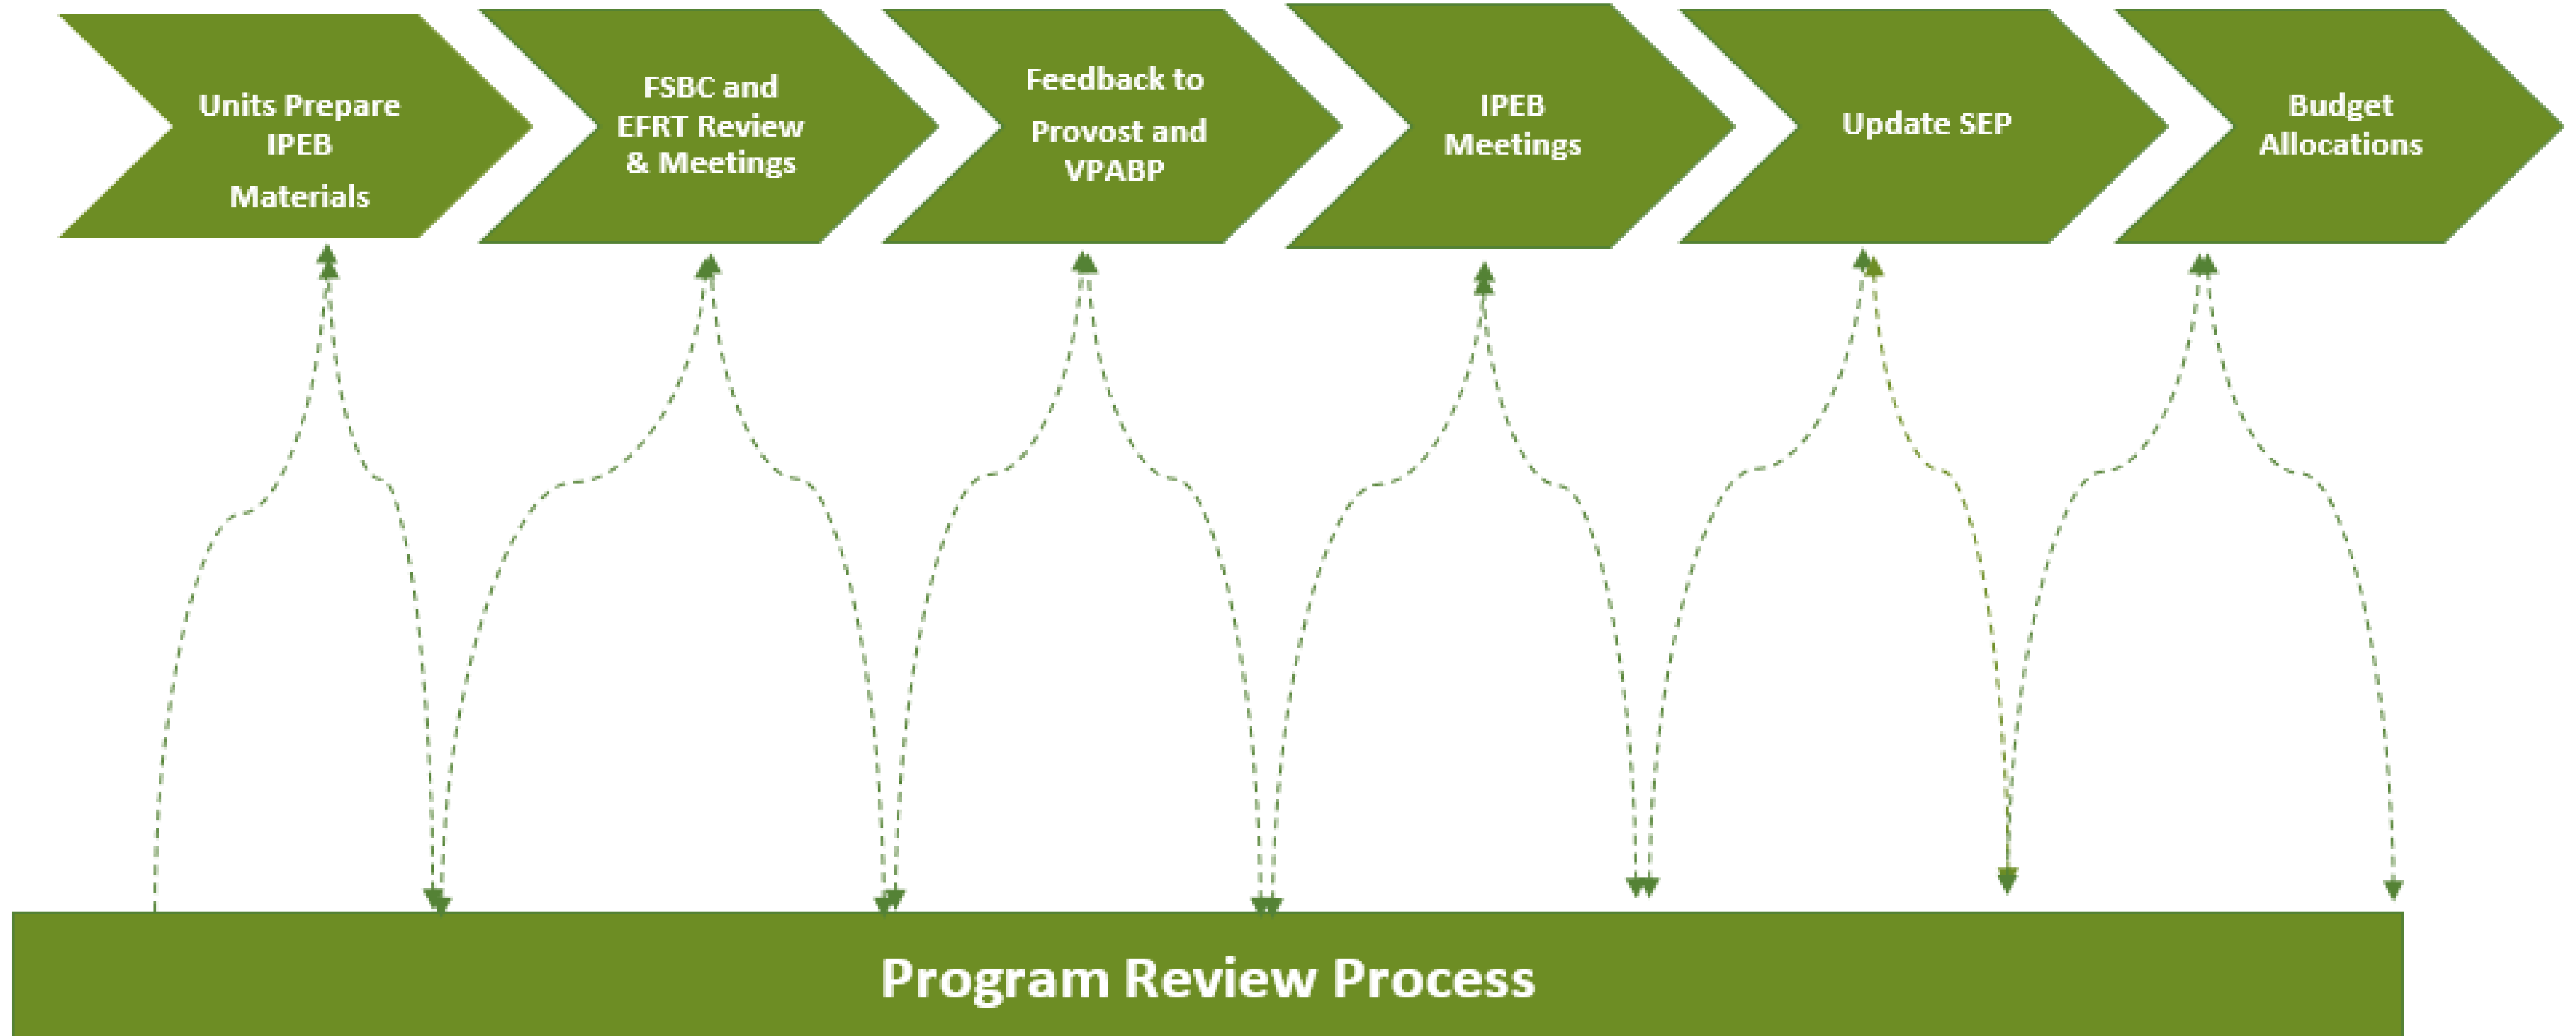 Units Prepare
IPEB
Materials
FSBC and
EFRT Review
& Meetings
Feedback to
Provost and
VPABP
IPEB
Meetings
Update SEP
Budget
Allocations
Program Review Process